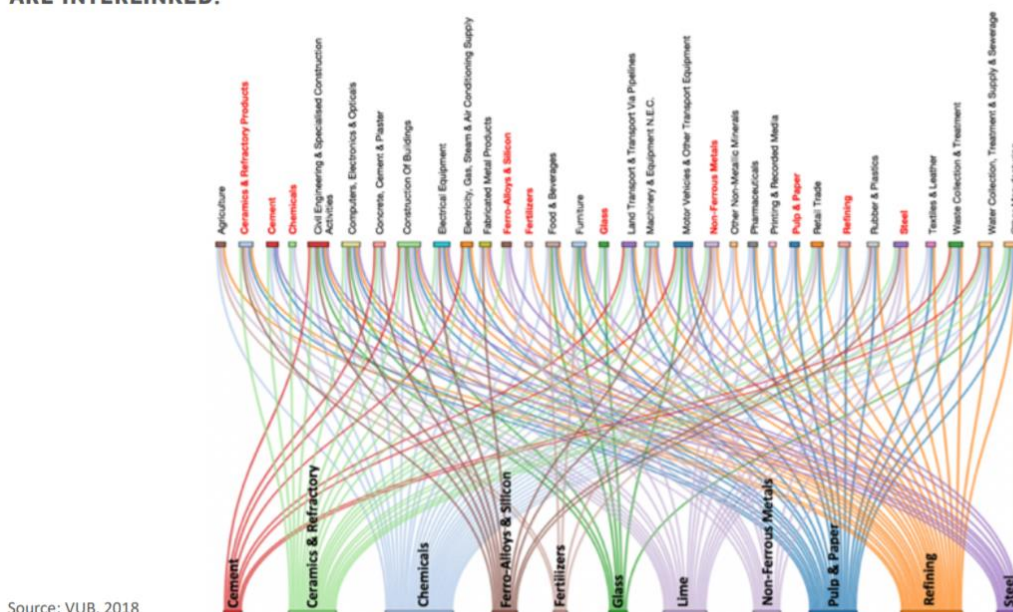 ARE INTERLINKED:
Agriculture
Ceramics & Refractory Products
Cement
Chemicals
Civil Engineering & Specialised Construction
Activities
Computers, Electronics & Opticals
Concrete, Cement & Plaster
Construction Of Buildings
Electrical Equipment
Electricity, Gas, Steam & Air Conditioning Supply
Fabricated Metal Products
Ferro-Alloys & Silicon
Fertilizers
Food & Beverages
Furniture
Glass
Land Transport & Transport Via Pipelines
Machinery & Equipment N.E.C.
Motor Vehicles & Other Transport Equipment
Non-Ferrous Metals
Other Non-Metallic Minerals
Pharmaceuticals
Printing & Recorded Media
Pulp & Paper
Retail Trade
Refining
Rubber & Plastics
Steel
Textiles & Leather
Waste Collection & Treatment
Water Collection, Treatment & Supply & Sewerage
Cement
Ceramics & Refractory
Chemicals
Ferro-Alloys & Silicon
Fertilizers
Glass
Lime
Non-Ferrous Metals
Pulp & Paper
Refining
Steel
Source: VUB, 2018